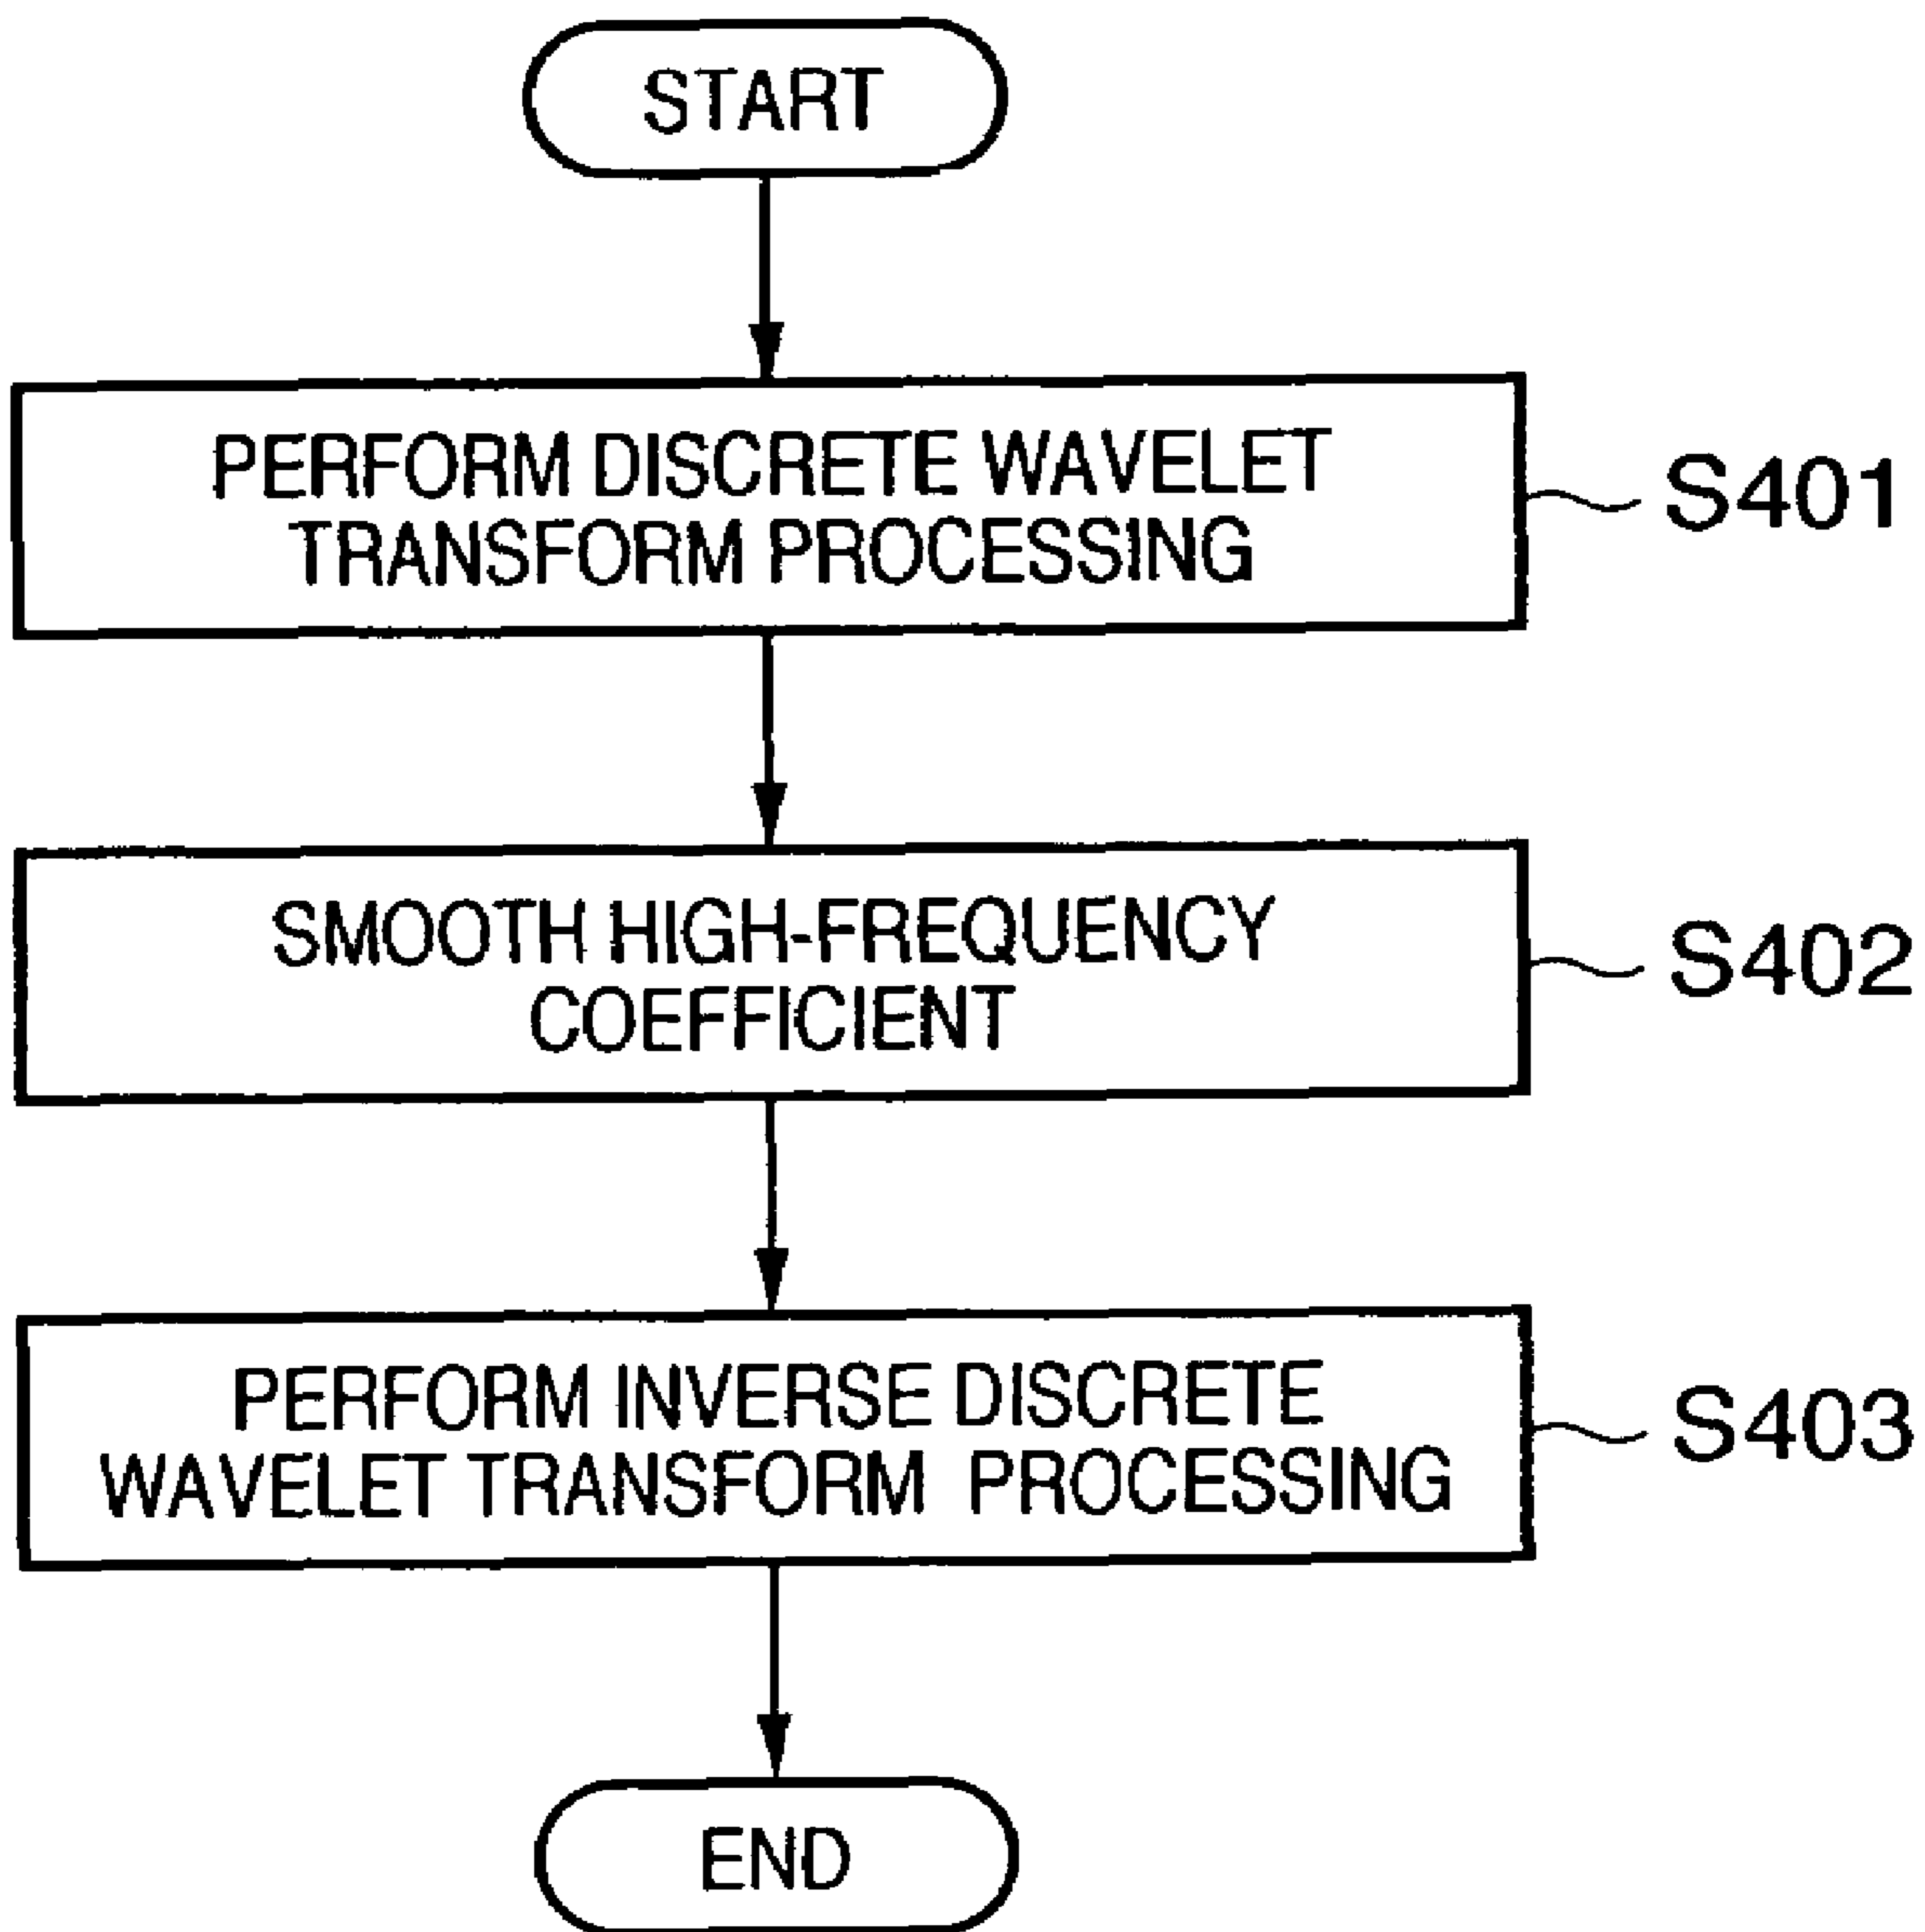 START
PERFORM DISCRETE WAVELET
TRANSFORM PROCESSING
S401
SMOOTH HIGH-FREQUENCY
COEFFICIENT
S402
PERFORM INVERSE DISCRETE
WAVELET TRANSFORM PROCESSING
S403
END